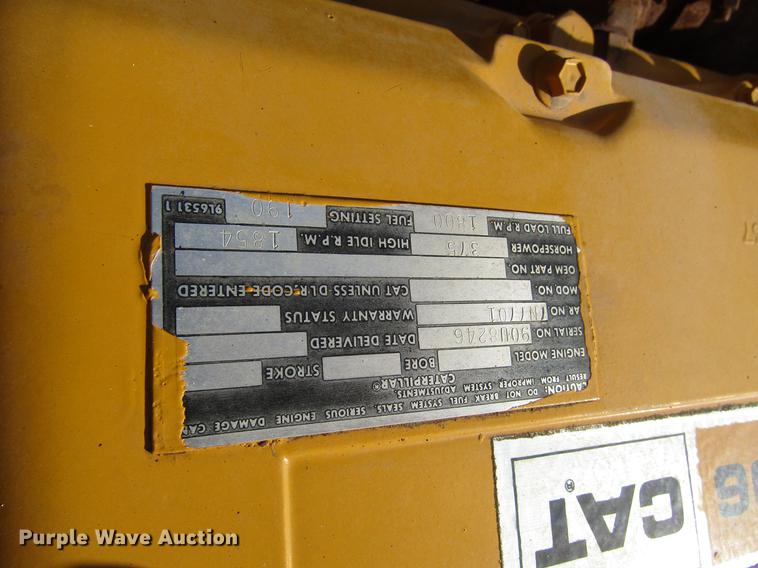 CAT®
CAUTION: DO NOT BREAK FUEL SYSTEM SEALS. SERIOUS ENGINE DAMAGE CAN
RESULT FROM IMPROPER SYSTEM ADJUSTMENTS
CATERPILLAR®
ENGINE MODEL BORE STROKE
SERIAL NO. 90U8246 DATE DELIVERED
AR NO. 7N7701 WARRANTY STATUS
MOD NO. CAT UNLESS DLR.CODE ENTERED
OEM PART NO.
HORSEPOWER 375 HIGH IDLE R.P.M. 1854
FULL LOAD R.P.M. 1800 FUEL SETTING 190 9L6531 1
Purple Wave Auction